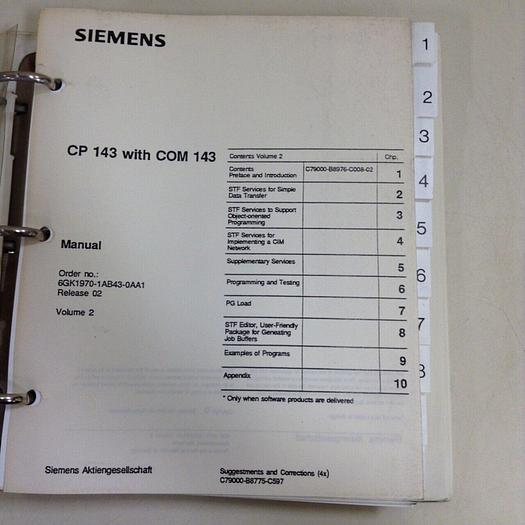 SIEMENS
CP 143 with COM 143
Manual
Order no.:
6GK1970-1AB43-0AA1
Release 02
Volume 2
Contents Volume 2 Chp.
Contents C79000-B8976-C008-02
Preface and Introduction 1
STF Services for Simple
Data Transfer 2
STF Services to Support
Object-oriented
Programming 3
STF Services for
Implementing a CIM
Network 4
Supplementary Services 5
Programming and Testing 6
PG Load 7
STF Editor, User-Friendly
Package for Generating
Job Buffers 8
Examples of Programs 9
Appendix 10
* Only when software products are delivered
Siemens Aktiengesellschaft
Suggestions and Corrections (4x)
C79000-B8775-C597
1
2
3
4
5
6
7
8